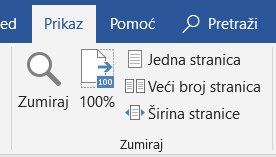 ed Prikaz Pomoć Pretraži
Jedna stranica
100
Veći broj stranica
Zumiraj 100% Širina stranice
Zumiraj